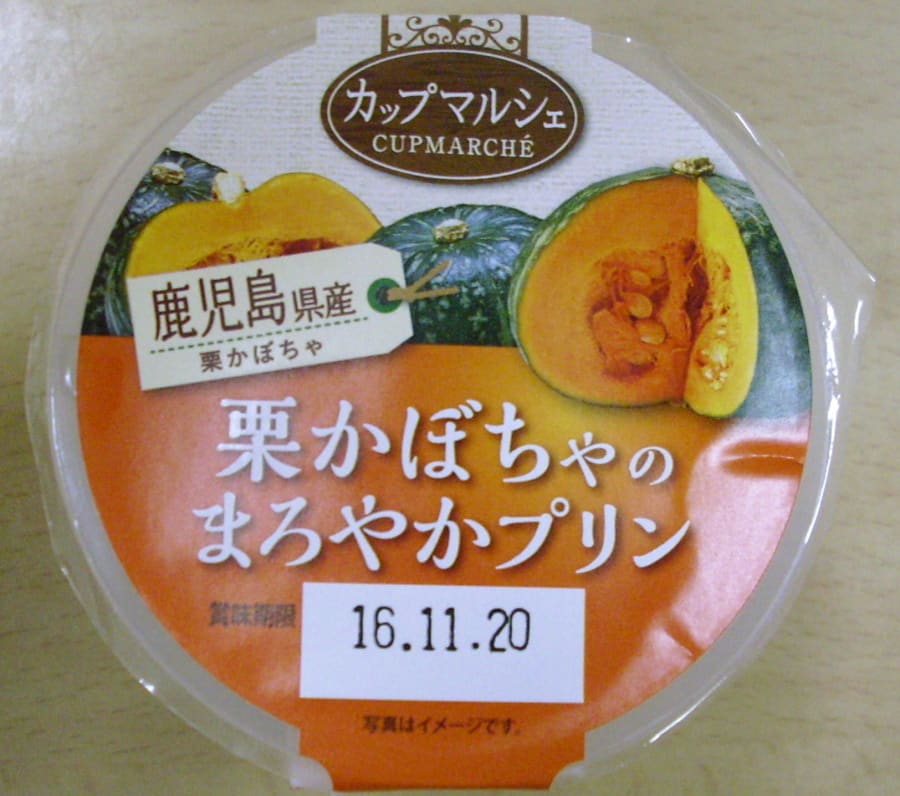 カップマルシェ
CUPMARCHÉ
鹿児島県産
栗かぼちゃ
栗かぼちゃの
まろやかプリン
賞味期限 16.11.20
写真はイメージです。